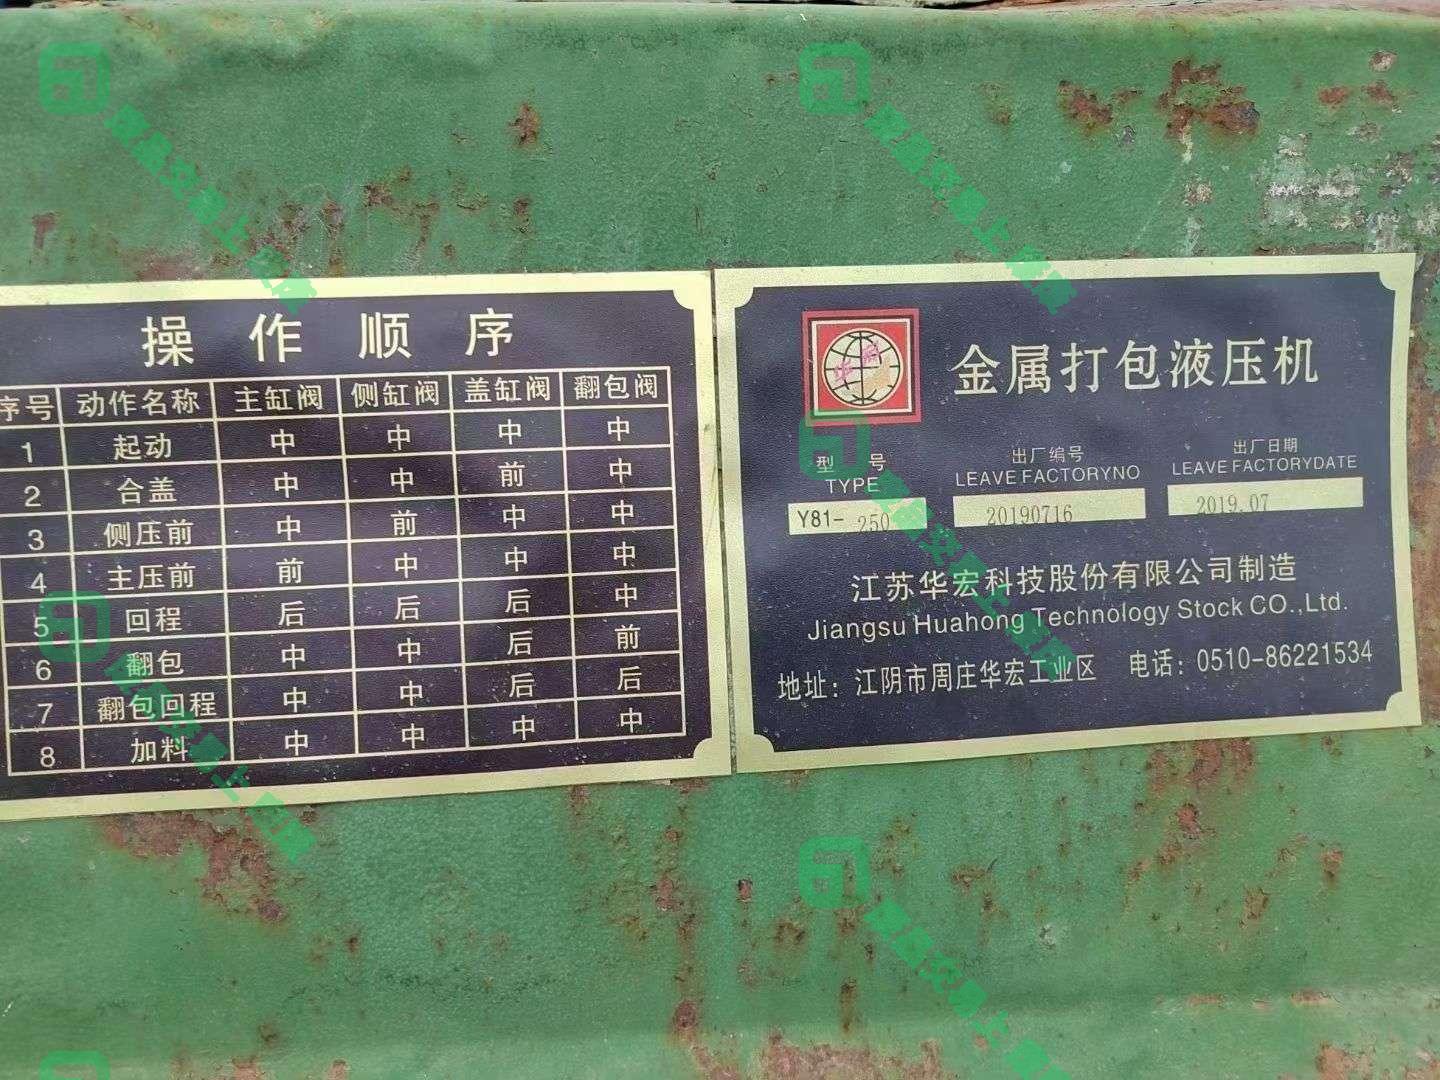 操作顺序
序号 动作名称 主缸阀 侧缸阀 盖缸阀 翻包阀
1 起动 中 中 中 中
2 合盖 中 中 前 中
3 侧压前 中 前 中 中
4 主压前 前 中 中 中
5 回程 后 后 后 中
6 翻包 中 中 后 前
7 翻包回程 中 中 后 后
8 加料 中 中 中 中
华宏
金属打包液压机
型号 出厂编号 出厂日期
TYPE LEAVE FACTORYNO LEAVE FACTORYDATE
Y81-250 20190716 2019.07
江苏华宏科技股份有限公司制造
Jiangsu Huahong Technology Stock CO.,Ltd.
地址：江阴市周庄华宏工业区 电话：0510-86221534